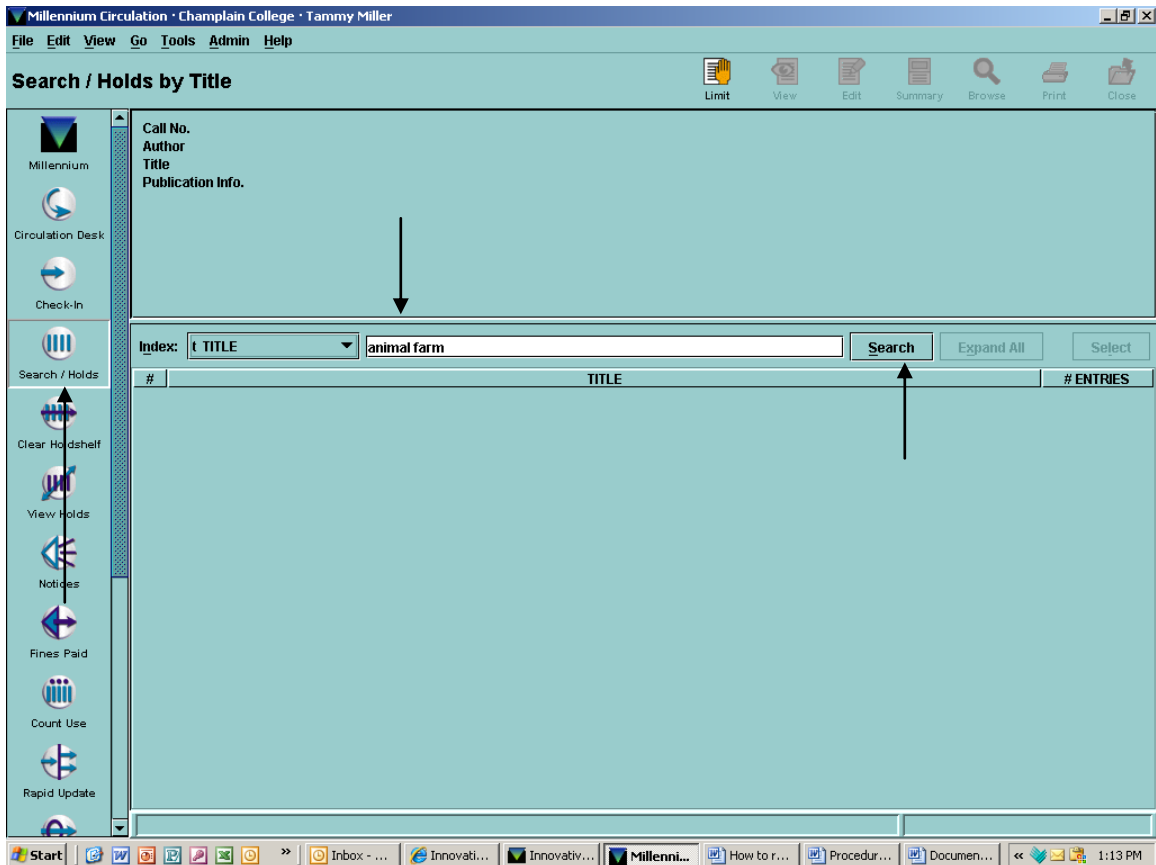 Millennium Circulation · Champlain College · Tammy Miller
File Edit View Go Tools Admin Help
Search / Holds by Title
Limit View Edit Summary Browse Print Close
Millennium
Circulation Desk
Check-In
Search / Holds
Clear Holdshelf
View Holds
Notices
Fines Paid
Count Use
Rapid Update
Call No.
Author
Title
Publication Info.
Index: t TITLE animal farm Search Expand All Select
# TITLE # ENTRIES
Start » Inbox - ... Innovati... Innovativ... Millenni... How to r... Procedur... Documen... « 1:13 PM